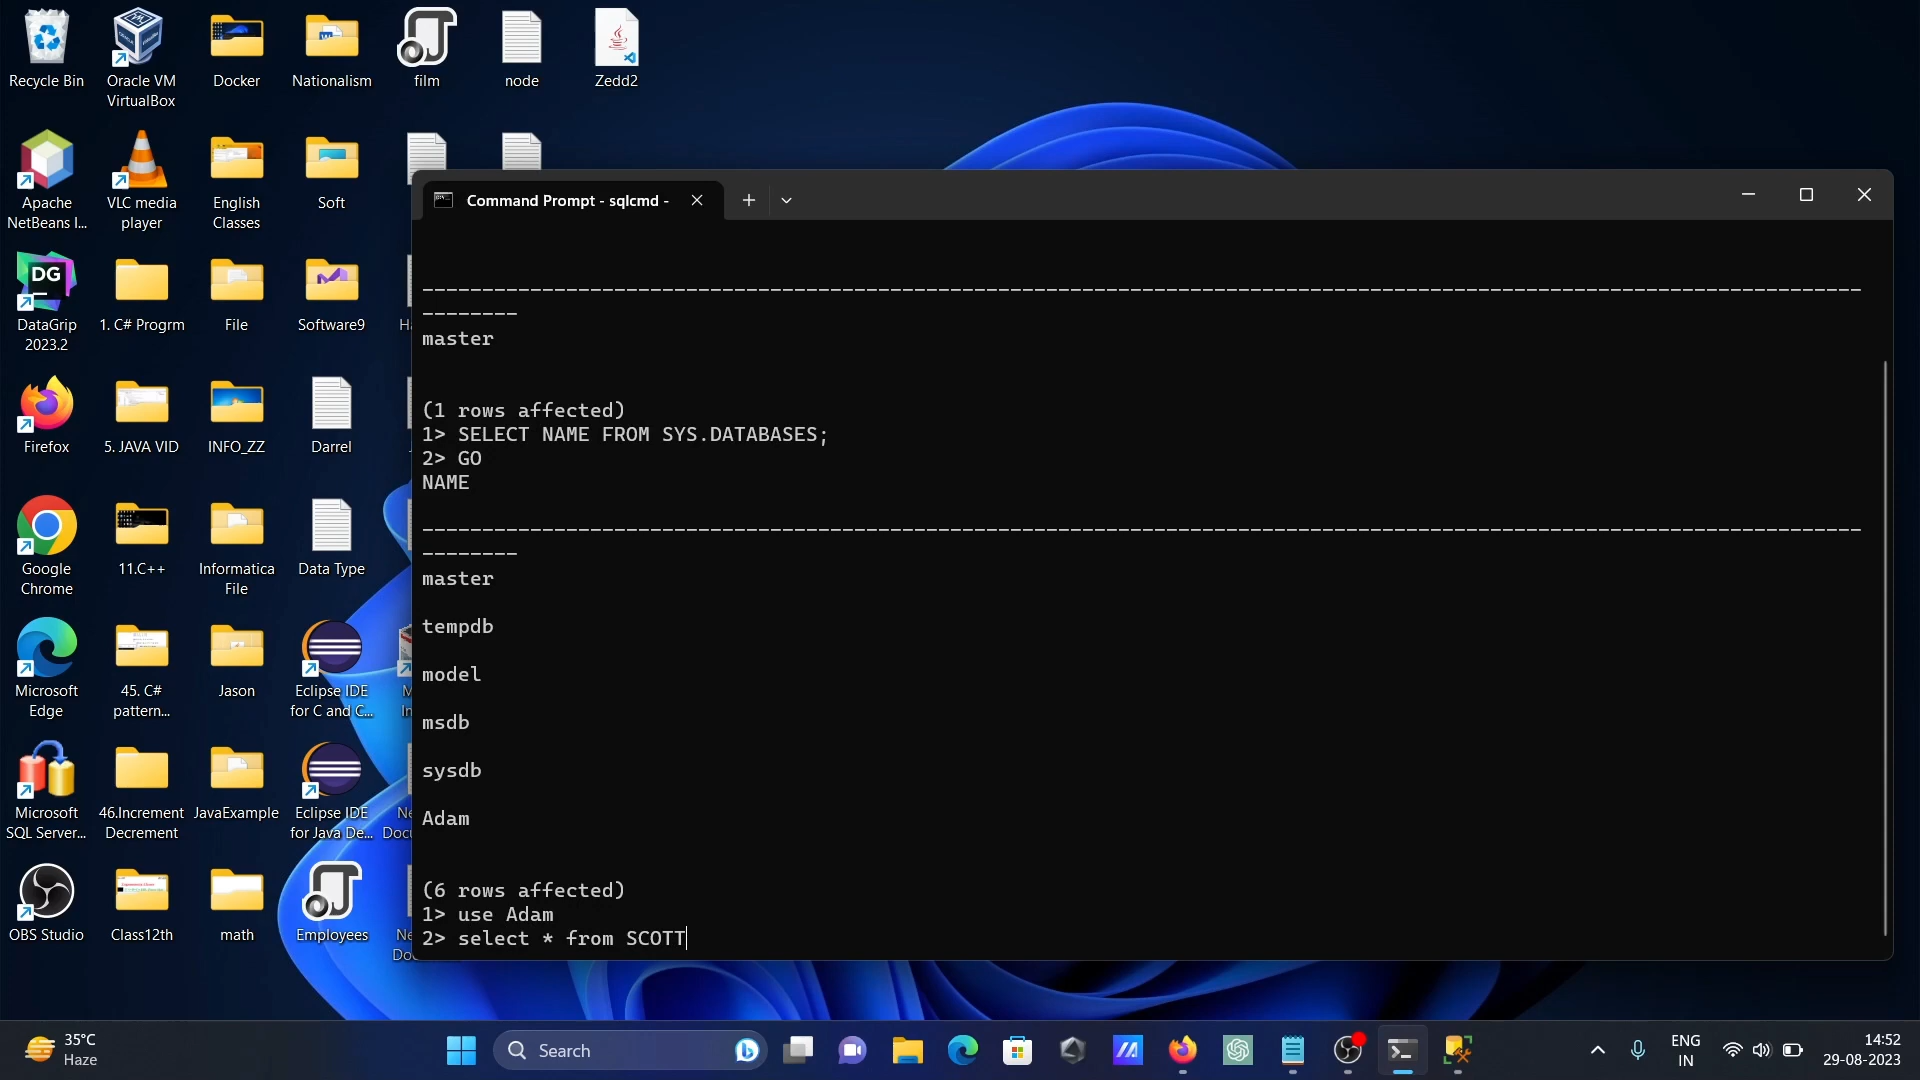 Recycle Bin
Oracle VM
VirtualBox
Docker
Nationalism
film
node
Zedd2
Apache
NetBeans I...
VLC media
player
English
Classes
Soft
DG
DataGrip
2023.2
1. C# Progrm
File
Software9
Firefox
5. JAVA VID
INFO_ZZ
Darrel
Google
Chrome
11.C++
Informatica
File
Data Type
Microsoft
Edge
45. C#
pattern...
Jason
Eclipse IDE
for C and C...
Microsoft
SQL Server...
46.Increment
Decrement
JavaExample
Eclipse IDE
for Java De...
OBS Studio
Class12th
math
Employees
Command Prompt - sqlcmd -
------------------------------------------------------------------------------------------------------------------------
--------
master
(1 rows affected)
1> SELECT NAME FROM SYS.DATABASES;
2> GO
NAME
------------------------------------------------------------------------------------------------------------------------
--------
master
tempdb
model
msdb
sysdb
Adam
(6 rows affected)
1> use Adam
2> select * from SCOTT
35°C
Haze
Search
ENG
IN
14:52
29-08-2023